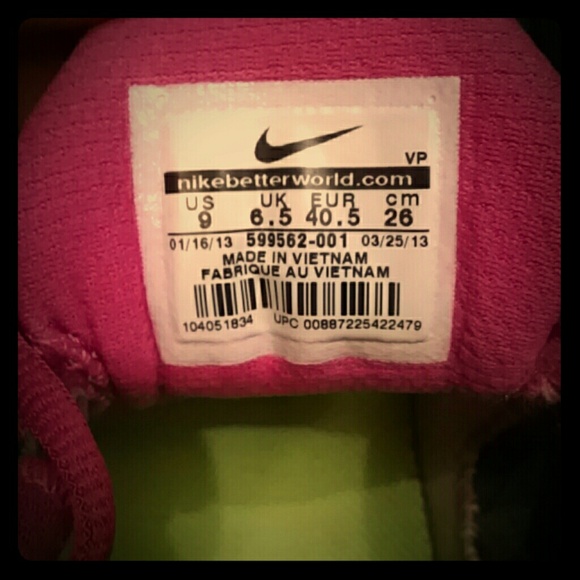 VP
nikebetterworld.com
US UK EUR cm
9 6.5 40.5 26
01/16/13 599562-001 03/25/13
MADE IN VIETNAM
FABRIQUE AU VIETNAM
104051834 UPC 00887225422479